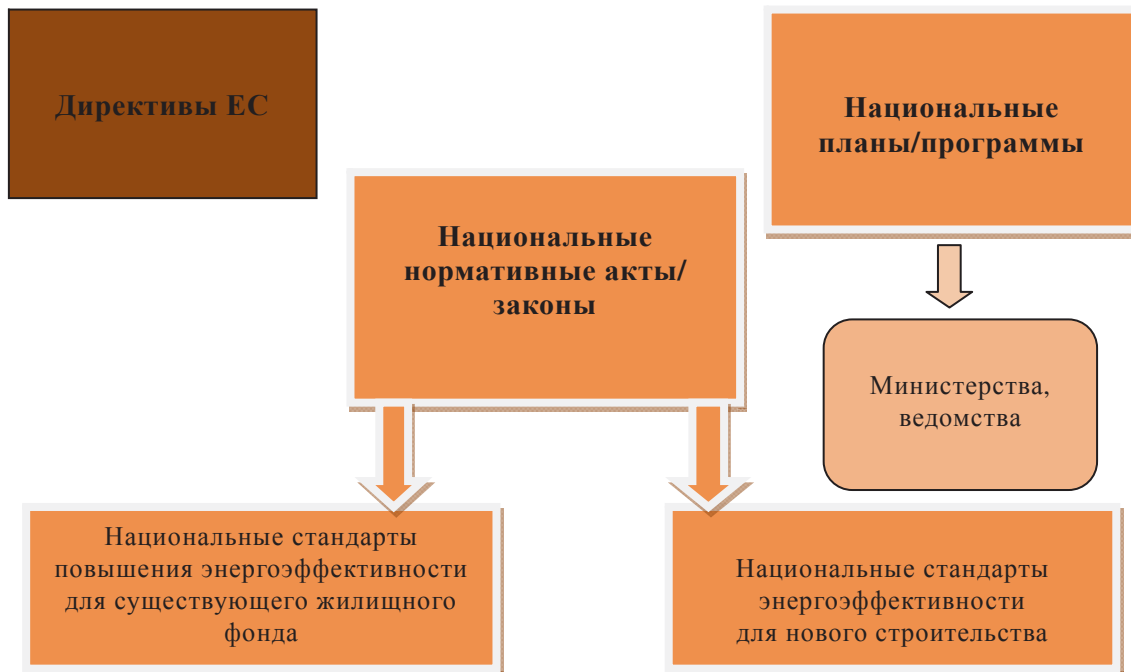 Директивы ЕС
Национальные
планы/программы
Национальные
нормативные акты/
законы
Министерства,
ведомства
Национальные стандарты
повышения энергоэффективности
для существующего жилищного
фонда
Национальные стандарты
энергоэффективности
для нового строительства